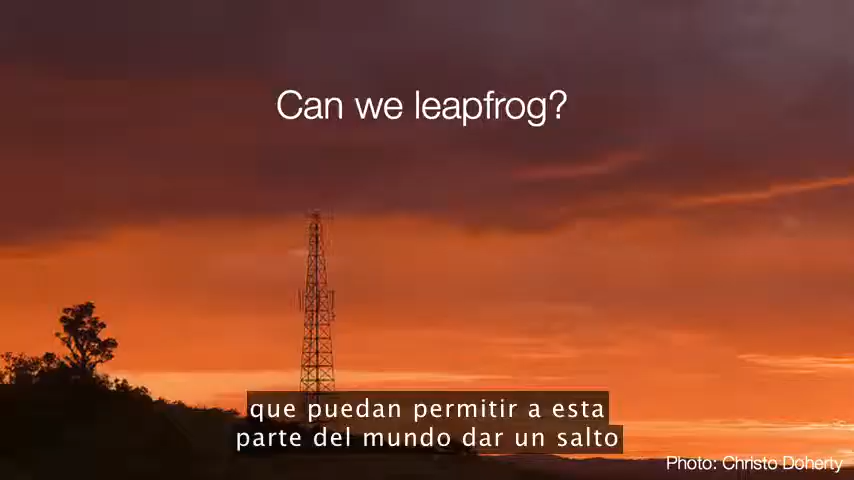 Can we leapfrog?
que puedan permitir a esta
parte del mundo dar un salto
Photo: Christo Doherty